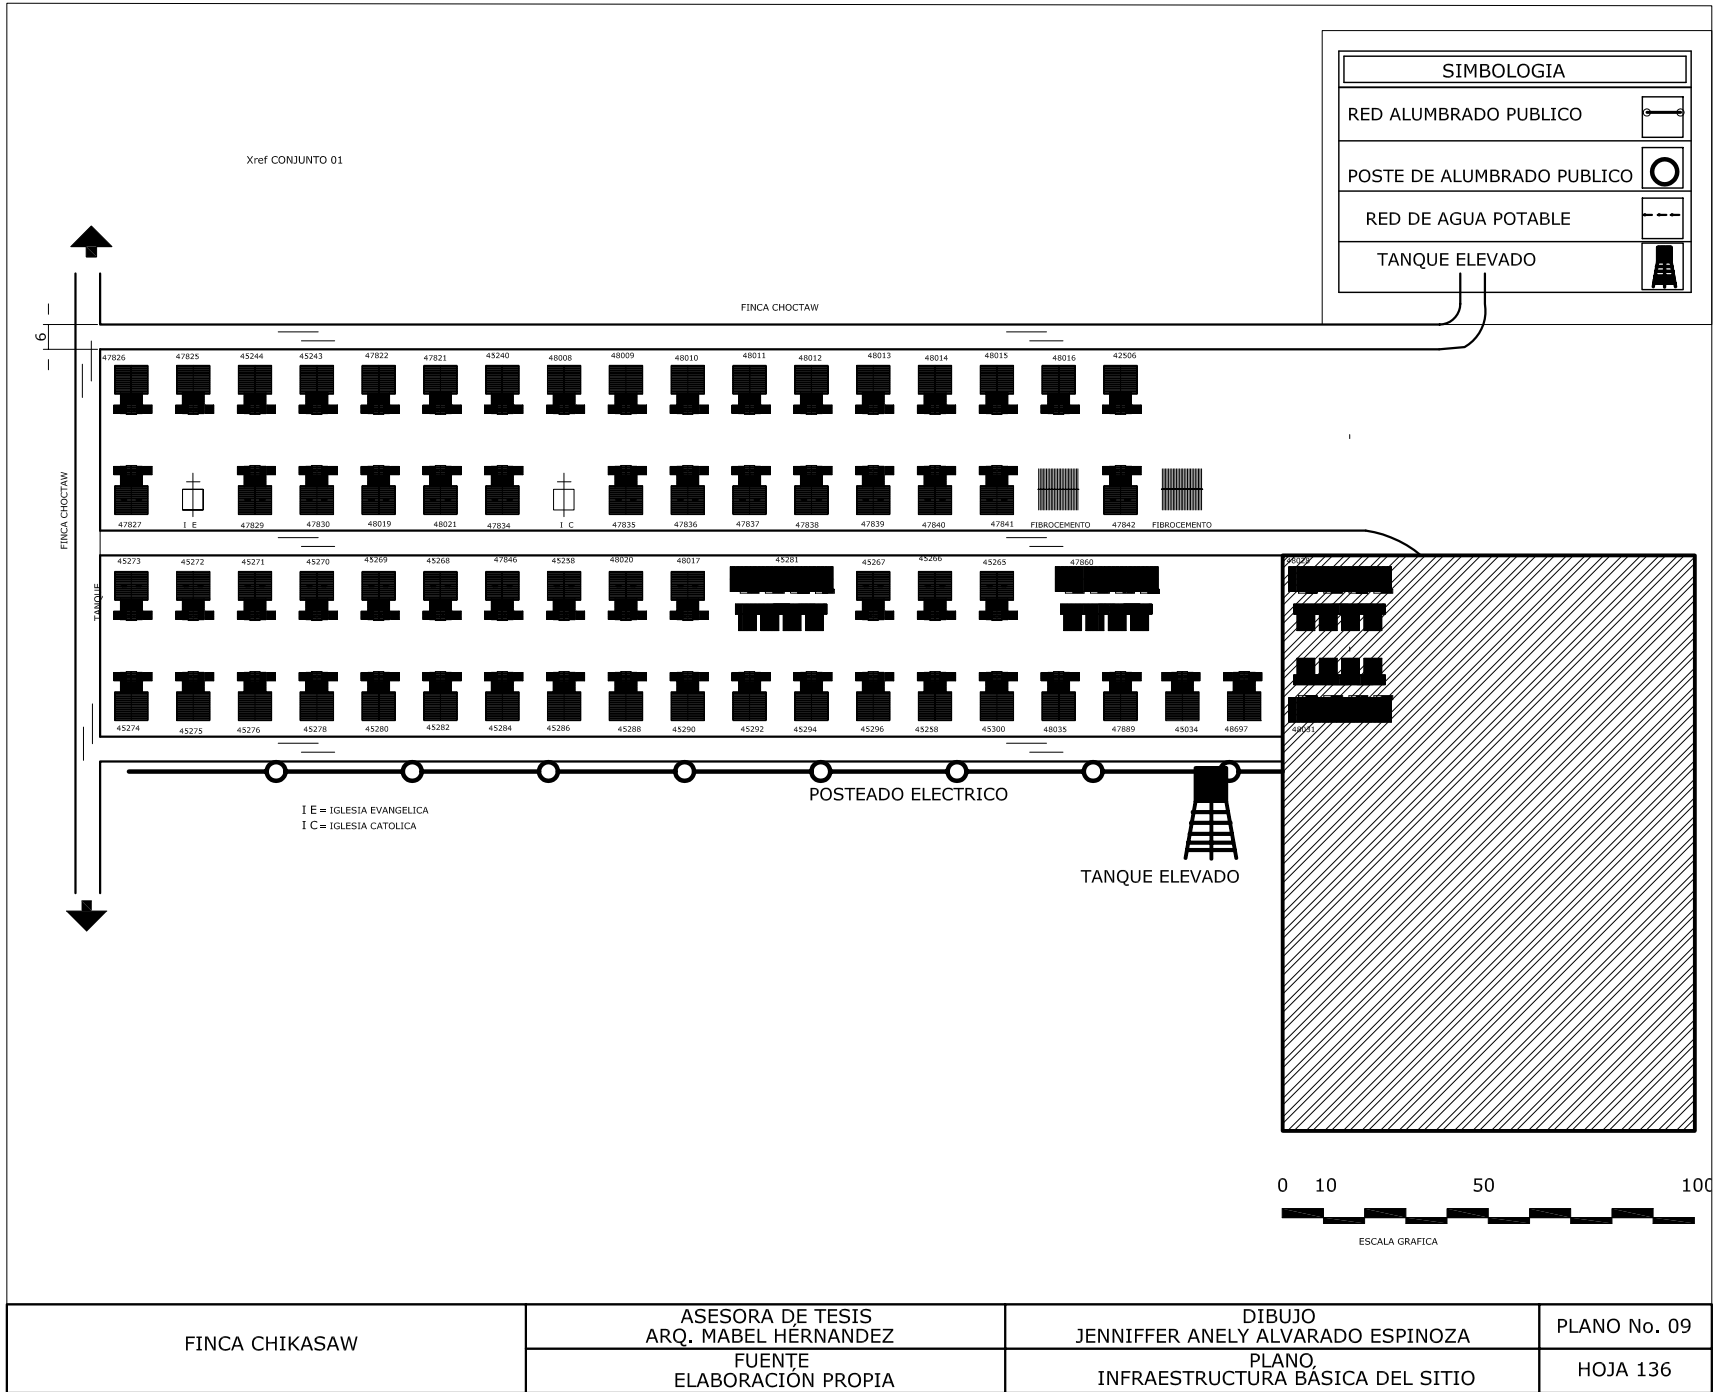 SIMBOLOGIA
RED ALUMBRADO PUBLICO
POSTE DE ALUMBRADO PUBLICO
RED DE AGUA POTABLE
TANQUE ELEVADO
Xref CONJUNTO 01
FINCA CHOCTAW
6
47826 47825 45244 45243 47822 47821 45240 48008 48009 48010 48011 48012 48013 48014 48015 48016 42506
FINCA CHOCTAW
47827 I E 47829 47830 48019 48021 47834 I C 47835 47836 47837 47838 47839 47840 47841 FIBROCEMENTO 47842 FIBROCEMENTO
45273 45272 45271 45270 45269 45268 47846 45238 48020 48017 45281 45267 45266 45265 47860 48028
TANQUE
45274 45275 45276 45278 45280 45282 45284 45286 45288 45290 45292 45294 45296 45258 45300 48035 47889 45034 48697 48031
POSTEADO ELECTRICO
I E = IGLESIA EVANGELICA
I C = IGLESIA CATOLICA
TANQUE ELEVADO
0 10 50 100
ESCALA GRAFICA
FINCA CHIKASAW
ASESORA DE TESIS
ARQ. MABEL HÉRNANDEZ
FUENTE
ELABORACIÓN PROPIA
DIBUJO
JENNIFFER ANELY ALVARADO ESPINOZA
PLANO
INFRAESTRUCTURA BÁSICA DEL SITIO
PLANO No. 09
HOJA 136